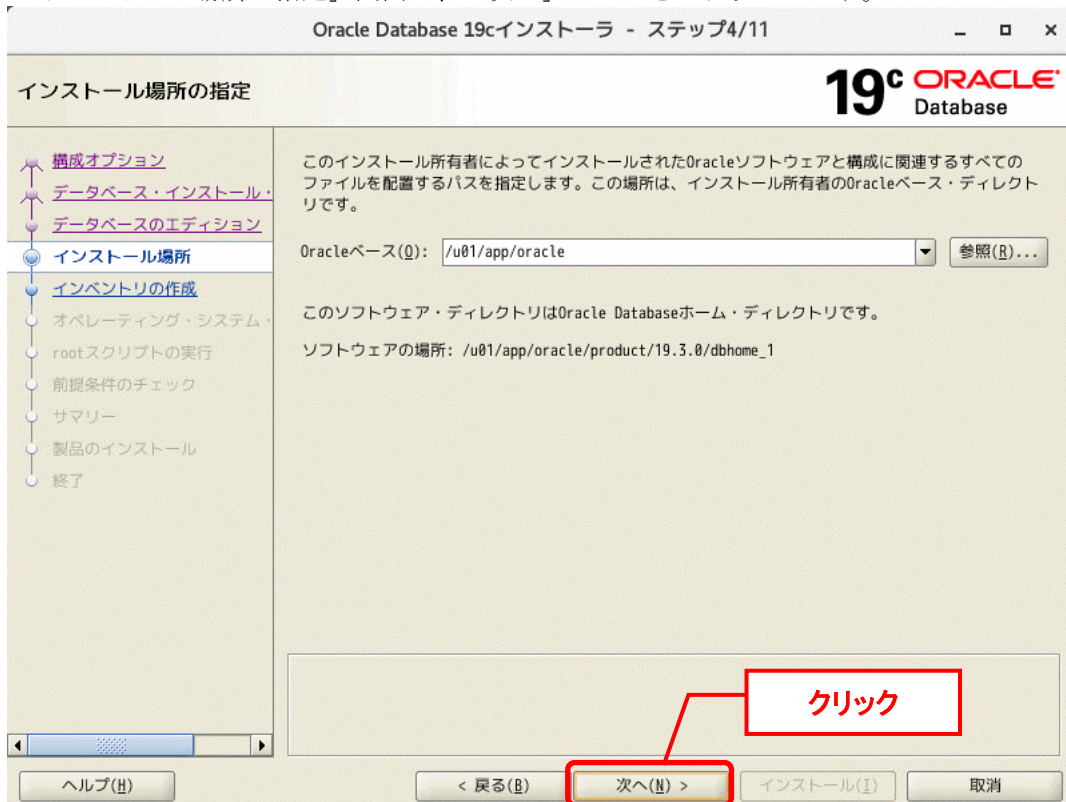 Oracle Database 19cインストーラ - ステップ4/11
インストール場所の指定
19c ORACLE
Database
構成オプション
データベース・インストール・
データベースのエディション
インストール場所
インベントリの作成
オペレーティング・システム・
rootスクリプトの実行
前提条件のチェック
サマリー
製品のインストール
終了
このインストール所有者によってインストールされたOracleソフトウェアと構成に関連するすべての
ファイルを配置するパスを指定します。この場所は、インストール所有者のOracleベース・ディレクト
リです。
Oracleベース(O): /u01/app/oracle 参照(R)...
このソフトウェア・ディレクトリはOracle Databaseホーム・ディレクトリです。
ソフトウェアの場所: /u01/app/oracle/product/19.3.0/dbhome_1
クリック
ヘルプ(H) < 戻る(B) 次へ(N) > インストール(I) 取消